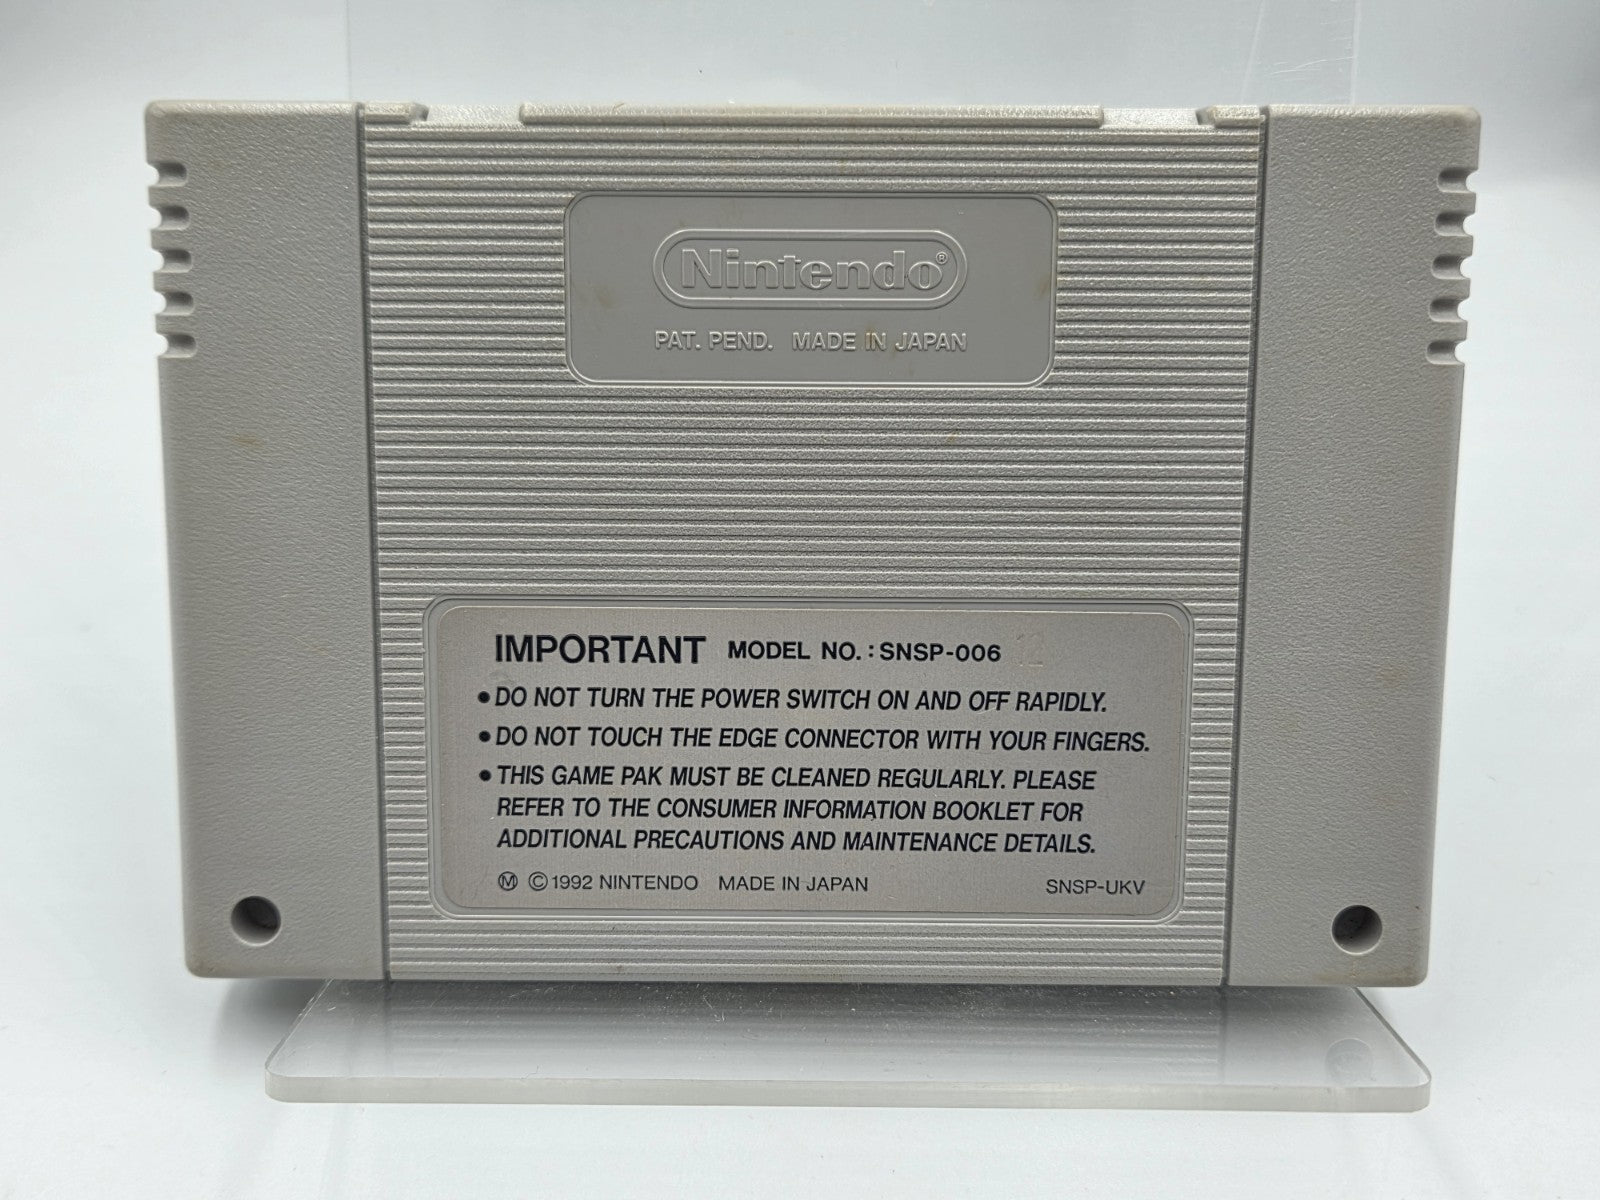 Nintendo®
PAT. PEND. MADE IN JAPAN
IMPORTANT MODEL NO. : SNSP-006 12
● DO NOT TURN THE POWER SWITCH ON AND OFF RAPIDLY.
● DO NOT TOUCH THE EDGE CONNECTOR WITH YOUR FINGERS.
● THIS GAME PAK MUST BE CLEANED REGULARLY. PLEASE
REFER TO THE CONSUMER INFORMATION BOOKLET FOR
ADDITIONAL PRECAUTIONS AND MAINTENANCE DETAILS.
Ⓜ ©1992 NINTENDO MADE IN JAPAN SNSP-UKV